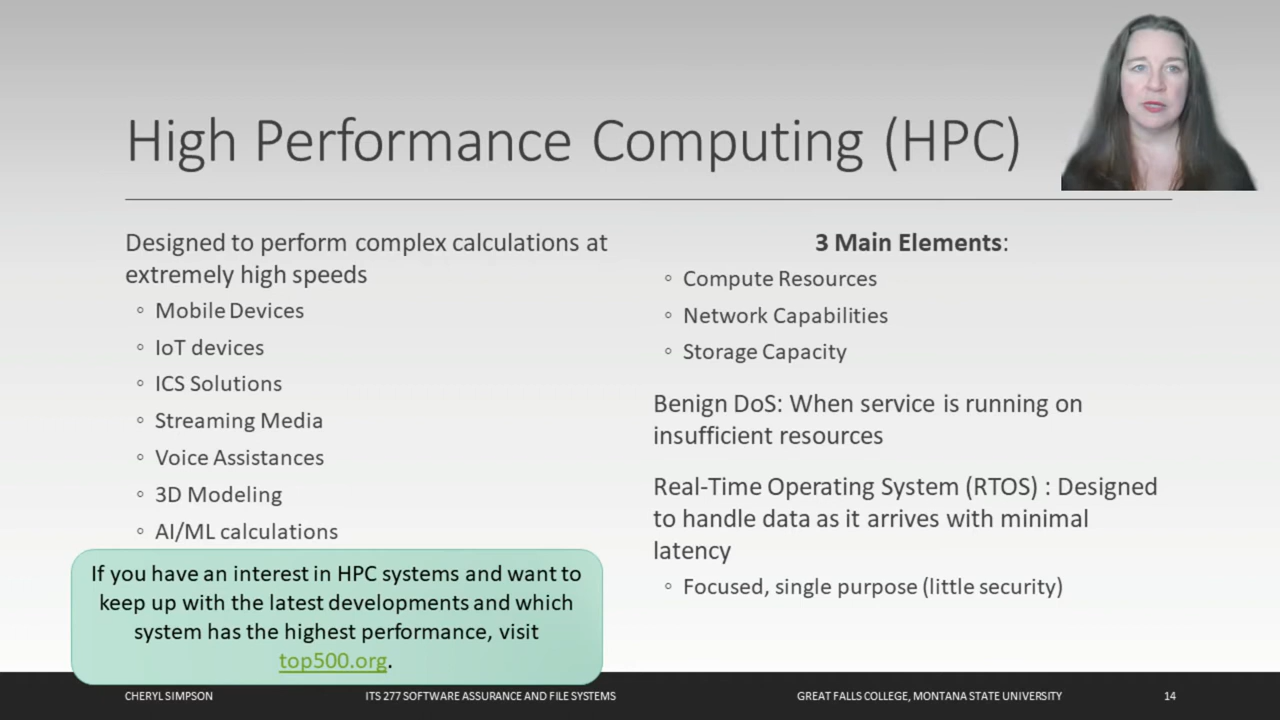 High Performance Computing (HPC)
Designed to perform complex calculations at
extremely high speeds
◦ Mobile Devices
◦ IoT devices
◦ ICS Solutions
◦ Streaming Media
◦ Voice Assistances
◦ 3D Modeling
◦ AI/ML calculations
If you have an interest in HPC systems and want to
keep up with the latest developments and which
system has the highest performance, visit
top500.org.
3 Main Elements:
◦ Compute Resources
◦ Network Capabilities
◦ Storage Capacity
Benign DoS: When service is running on
insufficient resources
Real-Time Operating System (RTOS) : Designed
to handle data as it arrives with minimal
latency
◦ Focused, single purpose (little security)
CHERYL SIMPSON
ITS 277 SOFTWARE ASSURANCE AND FILE SYSTEMS
GREAT FALLS COLLEGE, MONTANA STATE UNIVERSITY
14